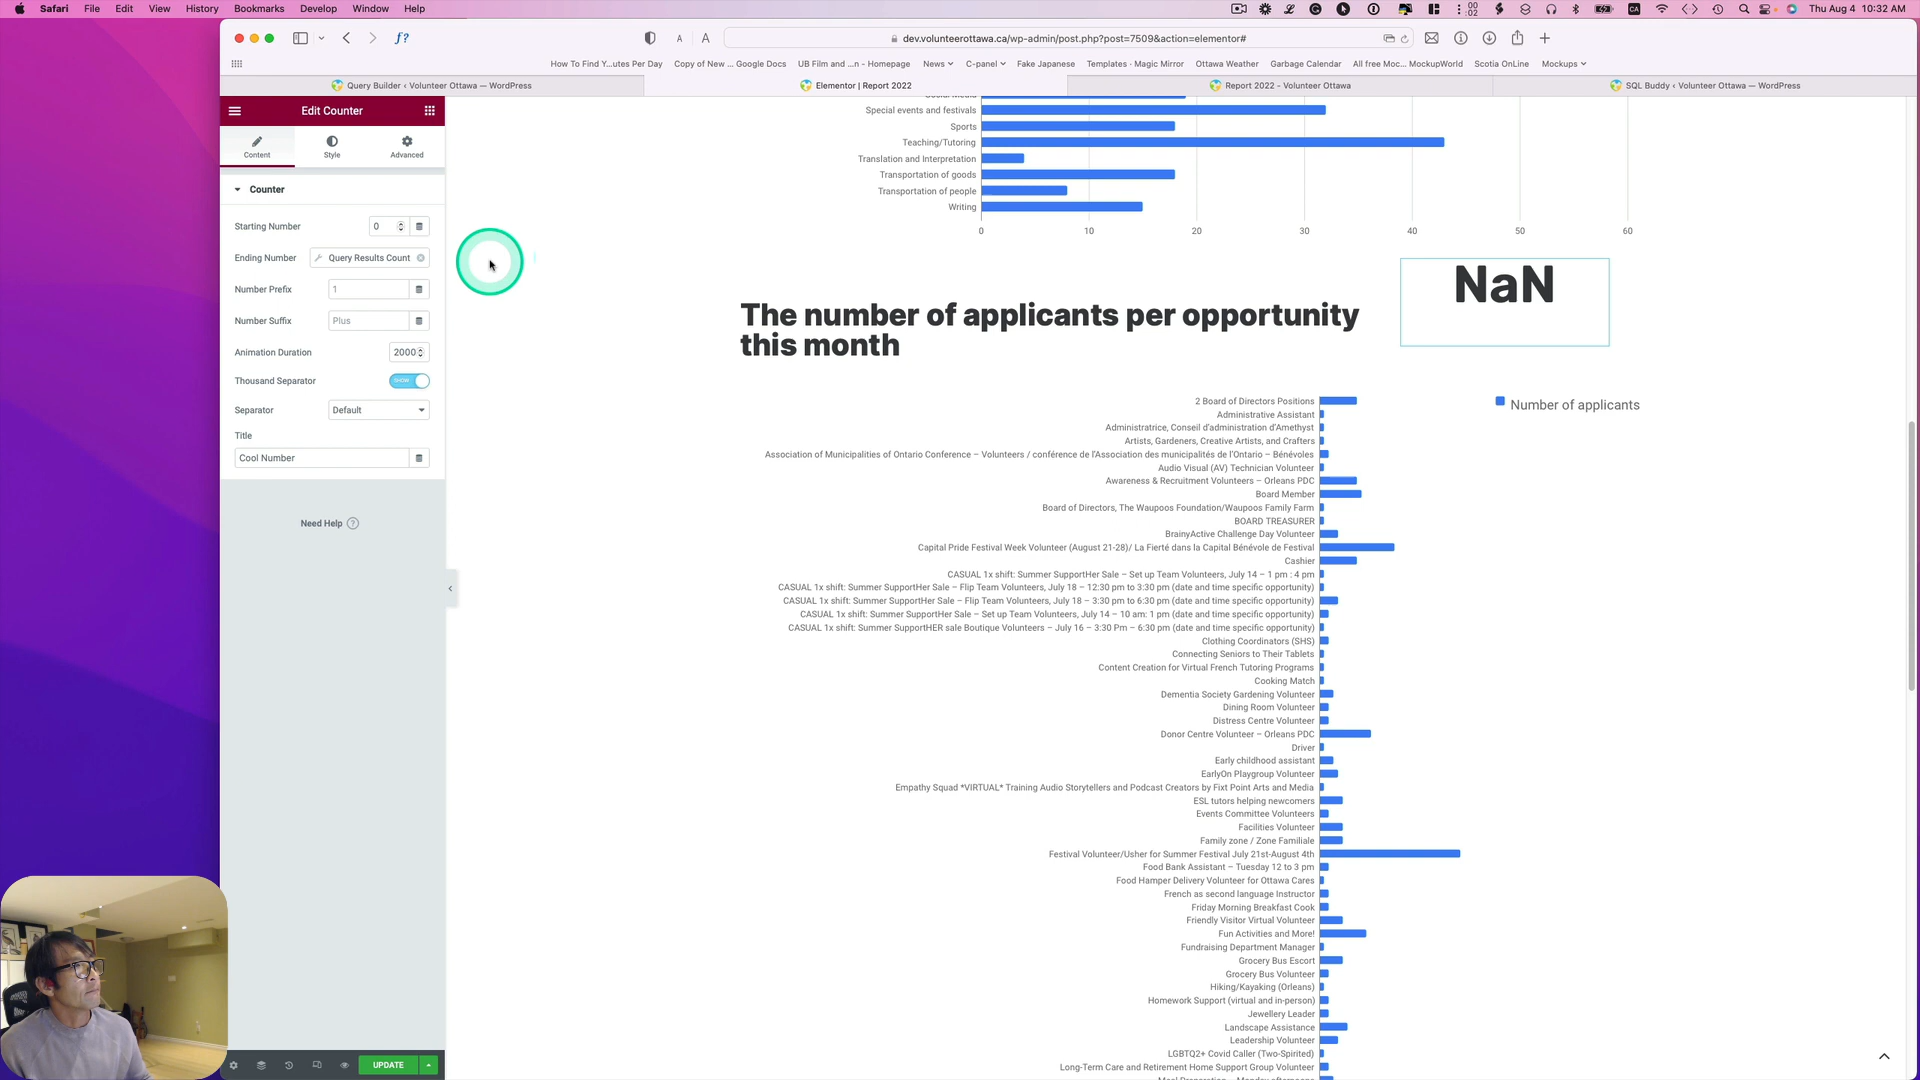 Safari File Edit View History Bookmarks Develop Window Help
00
02
CA
Thu Aug 4 10:32 AM
f?
A A
dev.volunteerottawa.ca/wp-admin/post.php?post=7509&action=elementor#
How To Find Y...utes Per Day Copy of New ... Google Docs UB Film and ...n - Homepage News C-panel Fake Japanese Templates · Magic Mirror Ottawa Weather Garbage Calendar All free Moc... MockupWorld Scotia OnLine Mockups
Query Builder ‹ Volunteer Ottawa — WordPress
Elementor | Report 2022
Report 2022 - Volunteer Ottawa
SQL Buddy ‹ Volunteer Ottawa — WordPress
Edit Counter
Content Style Advanced
Counter
Starting Number 0
Ending Number Query Results Count
Number Prefix 1
Number Suffix Plus
Animation Duration 2000
Thousand Separator SHOW
Separator Default
Title
Cool Number
Need Help ?
UPDATE
Special events and festivals
Sports
Teaching/Tutoring
Translation and Interpretation
Transportation of goods
Transportation of people
Writing
0 10 20 30 40 50 60
NaN
The number of applicants per opportunity
this month
Number of applicants
2 Board of Directors Positions
Administrative Assistant
Administratrice, Conseil d'administration d'Amethyst
Artists, Gardeners, Creative Artists, and Crafters
Association of Municipalities of Ontario Conference – Volunteers / conférence de l'Association des municipalités de l'Ontario – Bénévoles
Audio Visual (AV) Technician Volunteer
Awareness & Recruitment Volunteers – Orleans PDC
Board Member
Board of Directors, The Waupoos Foundation/Waupoos Family Farm
BOARD TREASURER
BrainyActive Challenge Day Volunteer
Capital Pride Festival Week Volunteer (August 21-28)/ La Fierté dans la Capital Bénévole de Festival
Cashier
CASUAL 1x shift: Summer SupportHer Sale – Set up Team Volunteers, July 14 – 1 pm : 4 pm
CASUAL 1x shift: Summer SupportHer Sale – Flip Team Volunteers, July 18 – 12:30 pm to 3:30 pm (date and time specific opportunity)
CASUAL 1x shift: Summer SupportHer Sale – Flip Team Volunteers, July 18 – 3:30 pm to 6:30 pm (date and time specific opportunity)
CASUAL 1x shift: Summer SupportHer Sale – Set up Team Volunteers, July 14 – 10 am: 1 pm (date and time specific opportunity)
CASUAL 1x shift: Summer SupportHER sale Boutique Volunteers – July 16 – 3:30 Pm – 6:30 pm (date and time specific opportunity)
Clothing Coordinators (SHS)
Connecting Seniors to Their Tablets
Content Creation for Virtual French Tutoring Programs
Cooking Match
Dementia Society Gardening Volunteer
Dining Room Volunteer
Distress Centre Volunteer
Donor Centre Volunteer – Orleans PDC
Driver
Early childhood assistant
EarlyOn Playgroup Volunteer
Empathy Squad *VIRTUAL* Training Audio Storytellers and Podcast Creators by Fixt Point Arts and Media
ESL tutors helping newcomers
Events Committee Volunteers
Facilities Volunteer
Family zone / Zone Familiale
Festival Volunteer/Usher for Summer Festival July 21st-August 4th
Food Bank Assistant – Tuesday 12 to 3 pm
Food Hamper Delivery Volunteer for Ottawa Cares
French as second language Instructor
Friday Morning Breakfast Cook
Friendly Visitor Virtual Volunteer
Fun Activities and More!
Fundraising Department Manager
Grocery Bus Escort
Grocery Bus Volunteer
Hiking/Kayaking (Orleans)
Homework Support (virtual and in-person)
Jewellery Leader
Landscape Assistance
Leadership Volunteer
LGBTQ2+ Covid Caller (Two-Spirited)
Long-Term Care and Retirement Home Support Group Volunteer